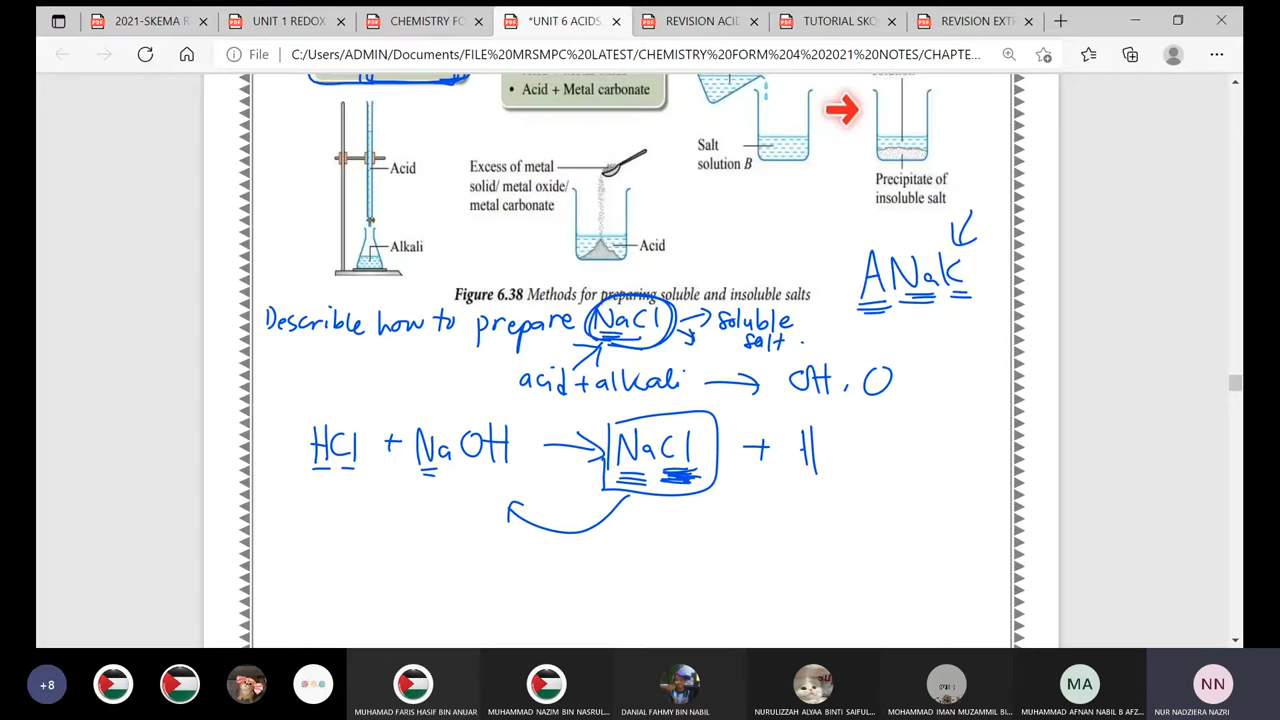 2021-SKEMA R
UNIT 1 REDOX
CHEMISTRY FO
*UNIT 6 ACIDS
REVISION ACID
TUTORIAL SKO
REVISION EXTE
File
C:/Users/ADMIN/Documents/FILE%20MRSMPC%20LATEST/CHEMISTRY%20FORM%204%202021%20NOTES/CHAPTE...
• Acid + Metal carbonate
Acid
Alkali
Excess of metal
solid/ metal oxide/
metal carbonate
Acid
Salt
solution B
Precipitate of
insoluble salt
ANaK
Figure 6.38 Methods for preparing soluble and insoluble salts
Describle how to prepare NaCl → soluble
salt.
acid + alkali → OH, O
HCl + NaOH → NaCl + H
+8
MUHAMAD FARIS HASIF BIN ANUAR
MUHAMMAD NAZIM BIN NASRUL...
DANIAL FAHMY BIN NABIL
NURULIZZAH ALYAA BINTI SAIFUL...
MOHAMMAD IMAN MUZAMMIL BI...
MA
MUHAMMAD AFNAN NABIL B AFZ...
NN
NUR NADZIERA NAZRI